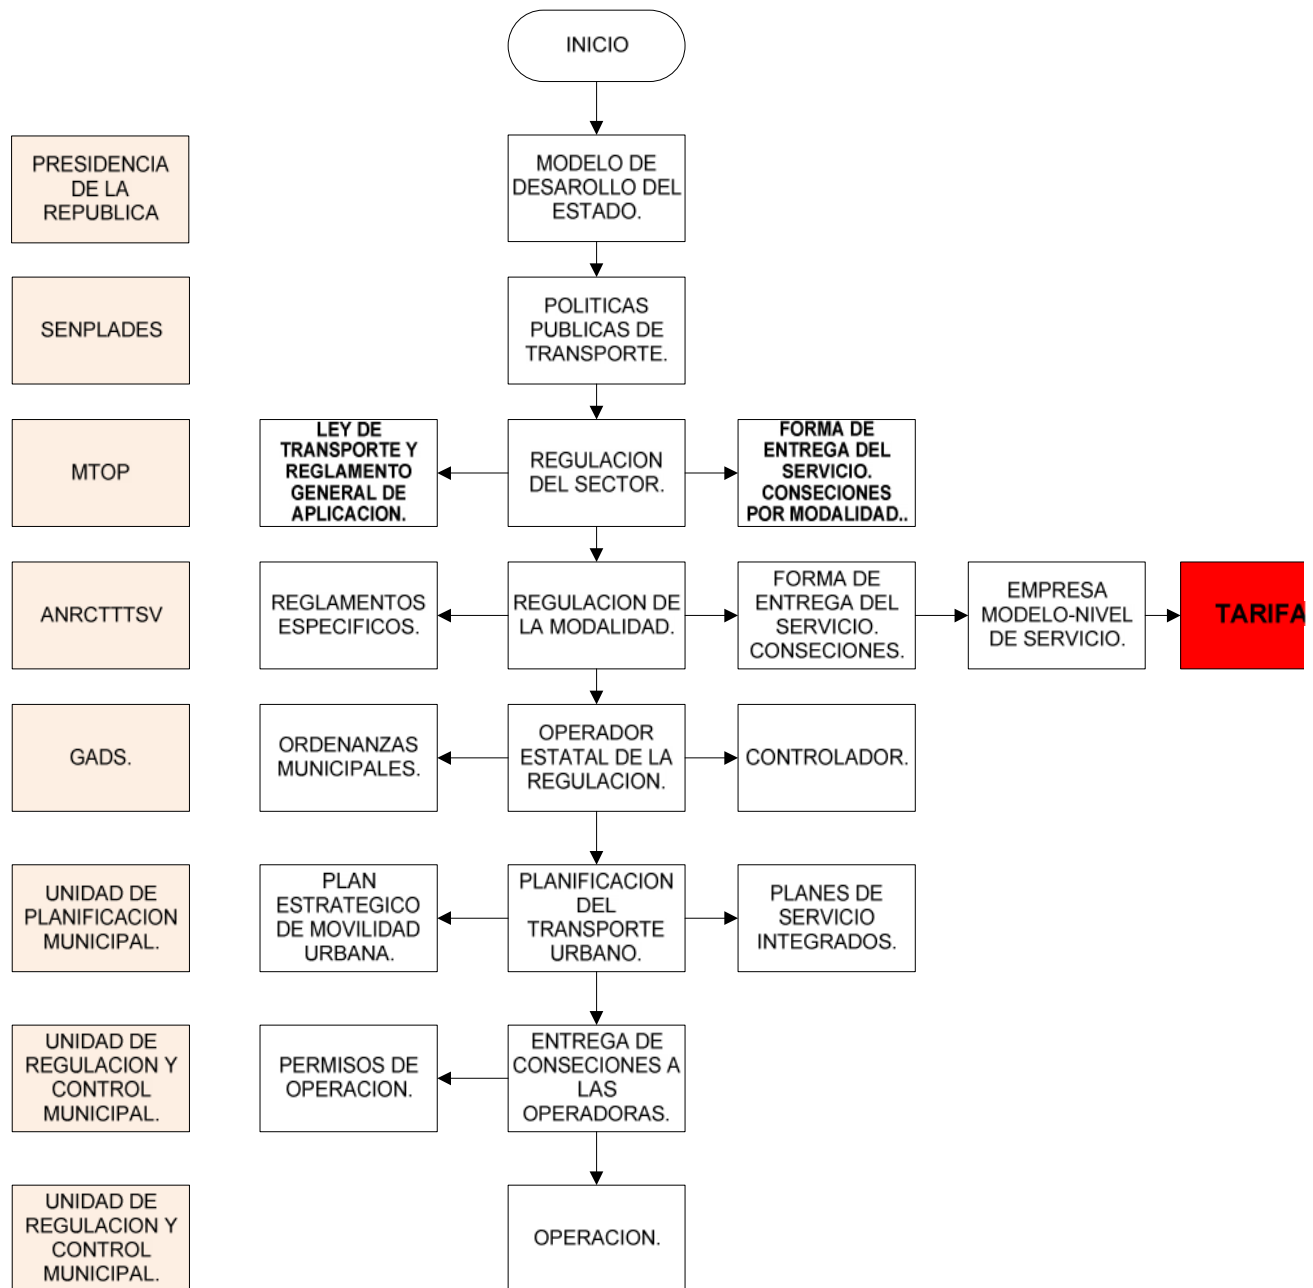 INICIO
PRESIDENCIA
DE LA
REPUBLICA
MODELO DE
DESAROLLO DEL
ESTADO.
SENPLADES
POLITICAS
PUBLICAS DE
TRANSPORTE.
MTOP
LEY DE
TRANSPORTE Y
REGLAMENTO
GENERAL DE
APLICACION.
REGULACION
DEL SECTOR.
FORMA DE
ENTREGA DEL
SERVICIO.
CONSECIONES
POR MODALIDAD..
ANRCTTTSV
REGLAMENTOS
ESPECIFICOS.
REGULACION DE
LA MODALIDAD.
FORMA DE
ENTREGA DEL
SERVICIO.
CONSECIONES.
EMPRESA
MODELO-NIVEL
DE SERVICIO.
TARIFA
GADS.
ORDENANZAS
MUNICIPALES.
OPERADOR
ESTATAL DE LA
REGULACION.
CONTROLADOR.
UNIDAD DE
PLANIFICACION
MUNICIPAL.
PLAN
ESTRATEGICO
DE MOVILIDAD
URBANA.
PLANIFICACION
DEL
TRANSPORTE
URBANO.
PLANES DE
SERVICIO
INTEGRADOS.
UNIDAD DE
REGULACION Y
CONTROL
MUNICIPAL.
PERMISOS DE
OPERACION.
ENTREGA DE
CONSECIONES A
LAS
OPERADORAS.
UNIDAD DE
REGULACION Y
CONTROL
MUNICIPAL.
OPERACION.